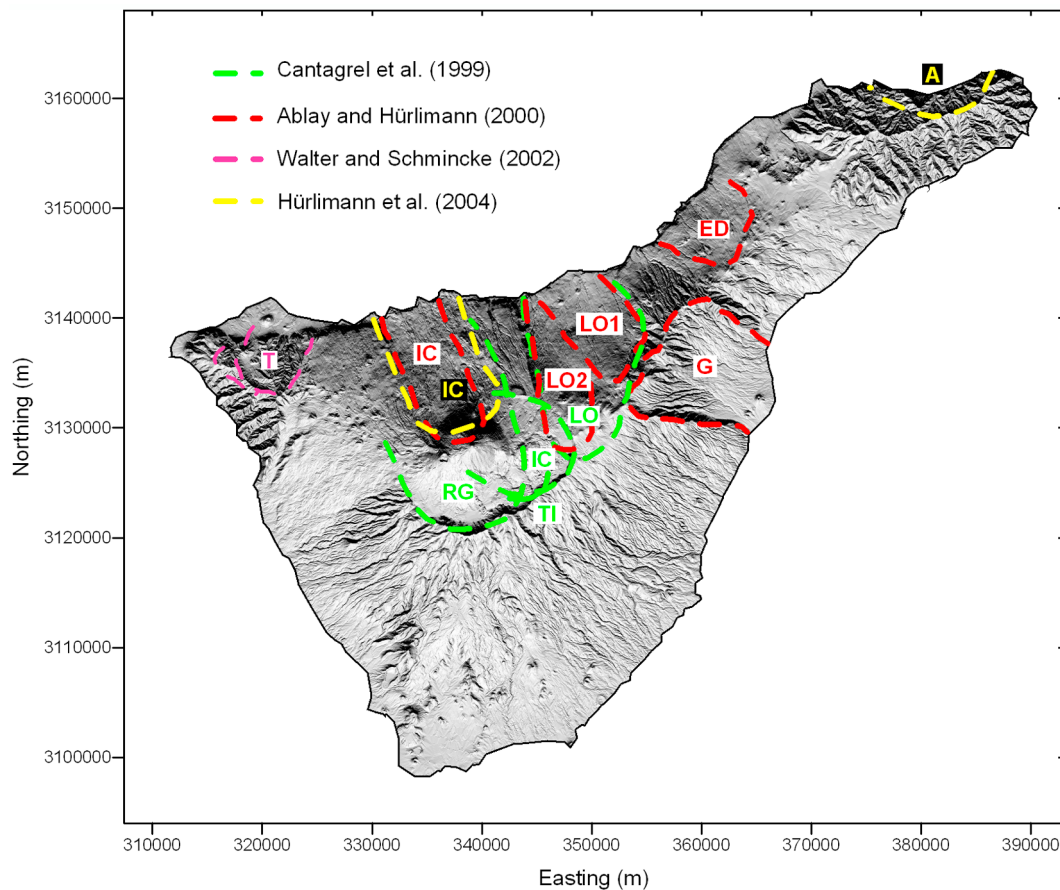 Cantagrel et al. (1999)
Ablay and Hürlimann (2000)
Walter and Schmincke (2002)
Hürlimann et al. (2004)
A
ED
LO1
IC
T
G
IC
LO2
LO
IC
RG
TI
3160000
3150000
3140000
3130000
3120000
3110000
3100000
Northing (m)
310000 320000 330000 340000 350000 360000 370000 380000 390000
Easting (m)